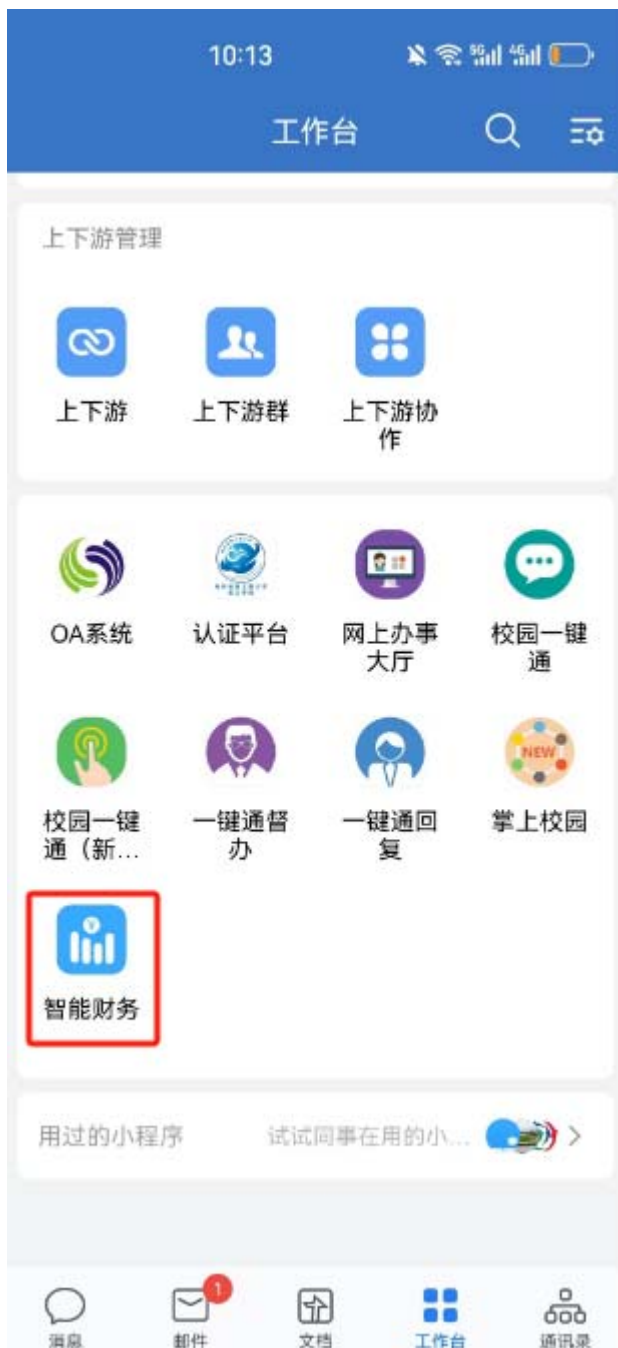 10:13
5G 4G
工作台
上下游管理
上下游
上下游群
上下游协
作
OA系统
认证平台
网上办事
大厅
校园一键
通
校园一键
通（新...
一键通督
办
一键通回
复
NEW
掌上校园
智能财务
用过的小程序
试试同事在用的小...
1
消息
邮件
文档
工作台
通讯录